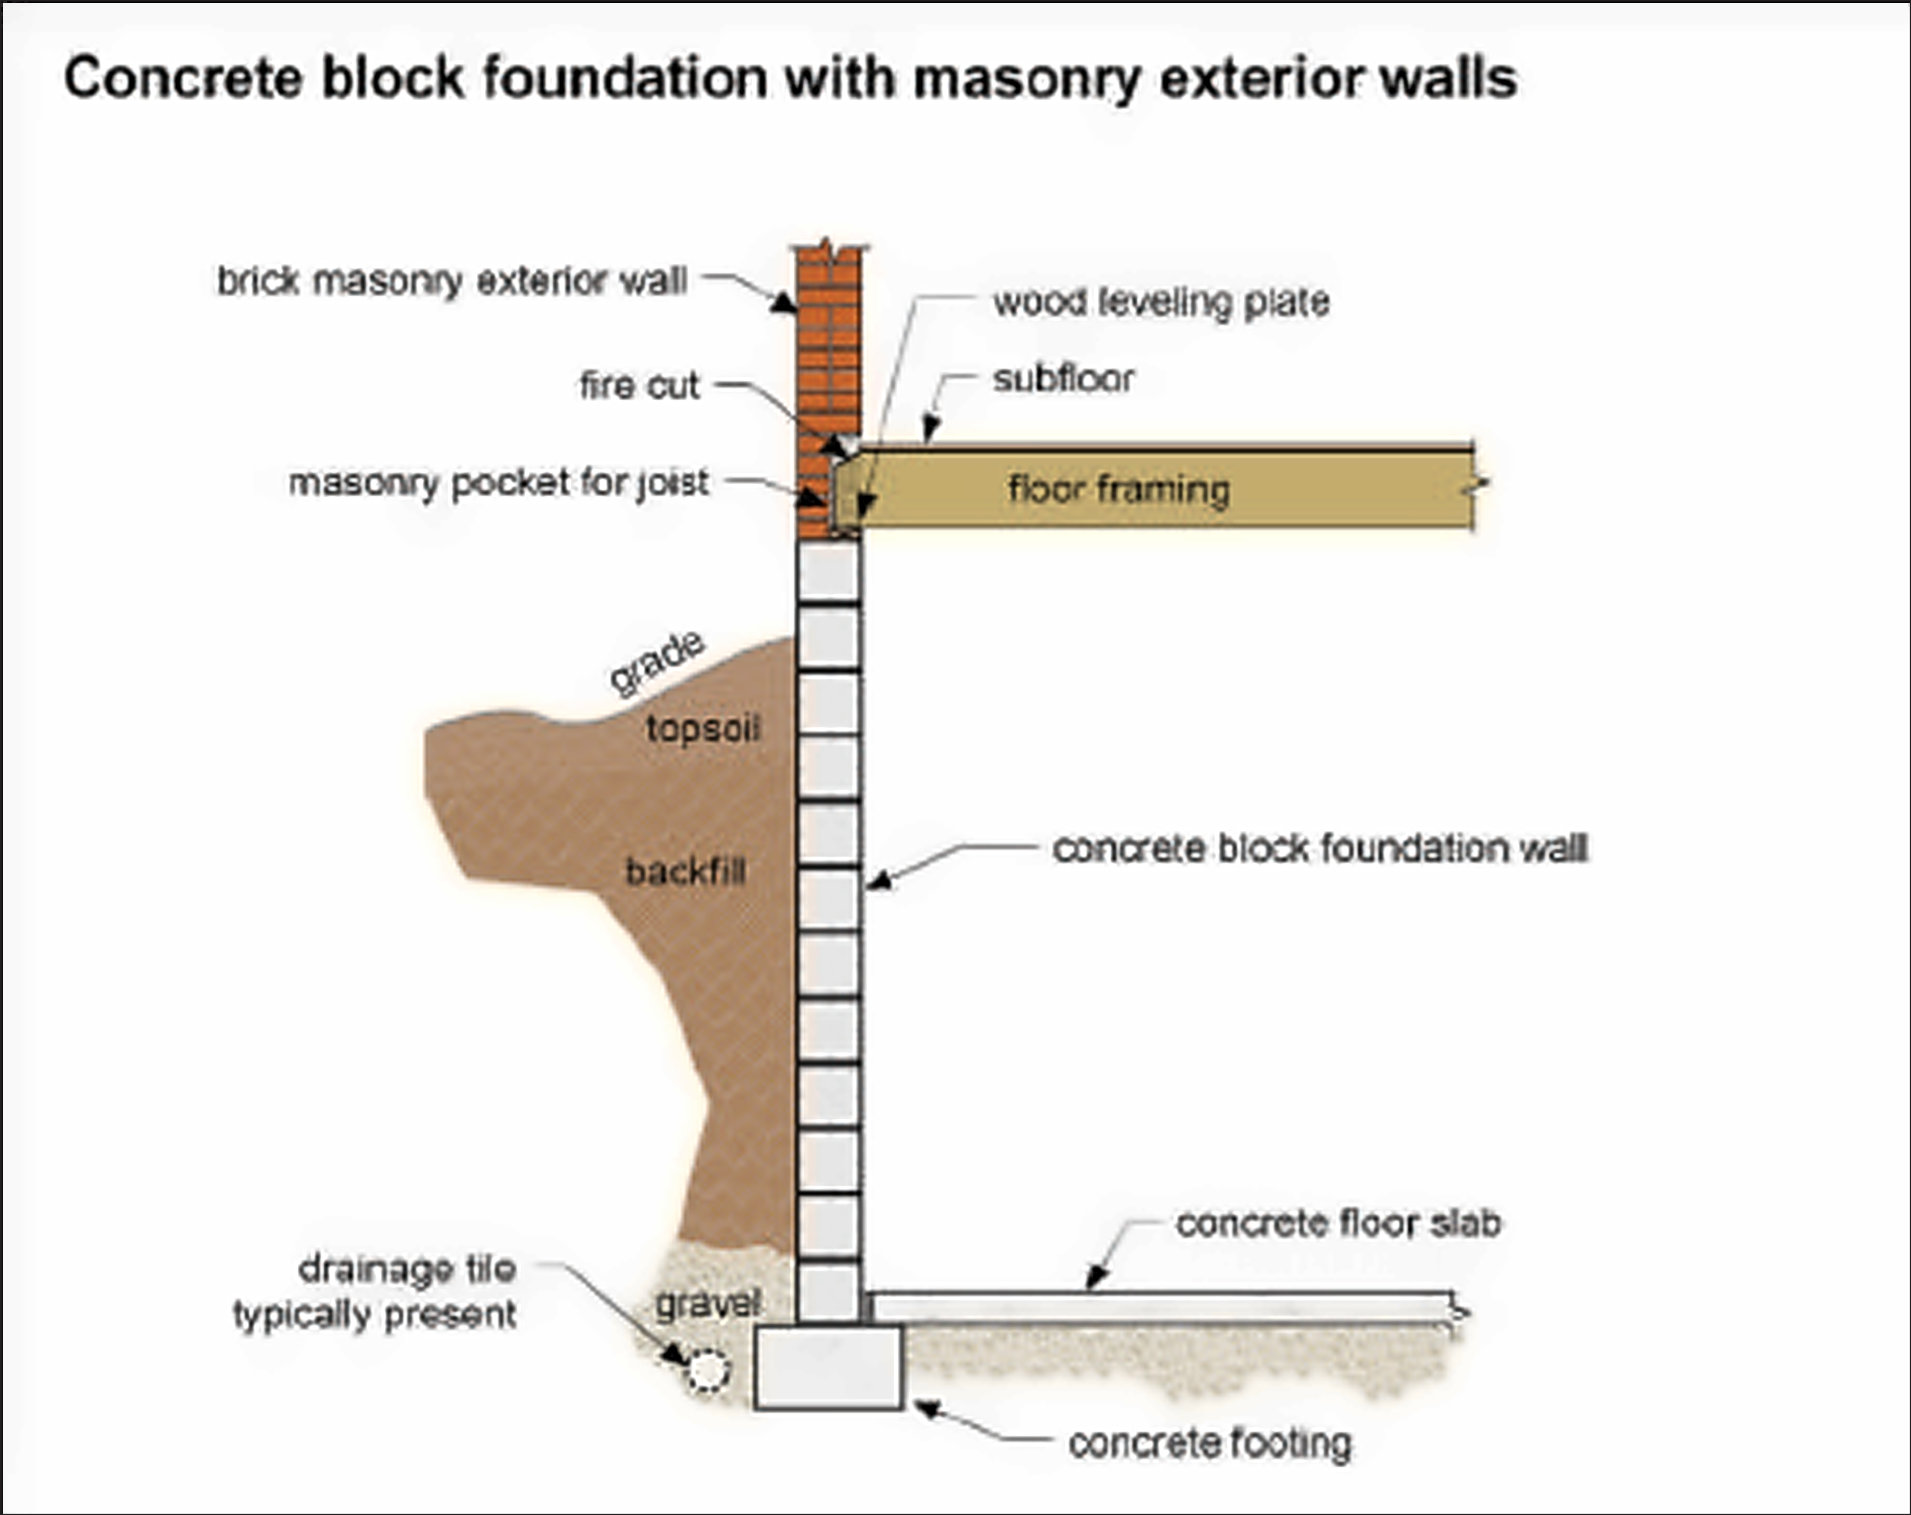 Concrete block foundation with masonry exterior walls
brick masonry exterior wall
wood leveling plate
fire cut
subfloor
masonry pocket for joist
floor framing
grade
topsoil
backfill
concrete block foundation wall
concrete floor slab
drainage tile
typically present
gravel
concrete footing